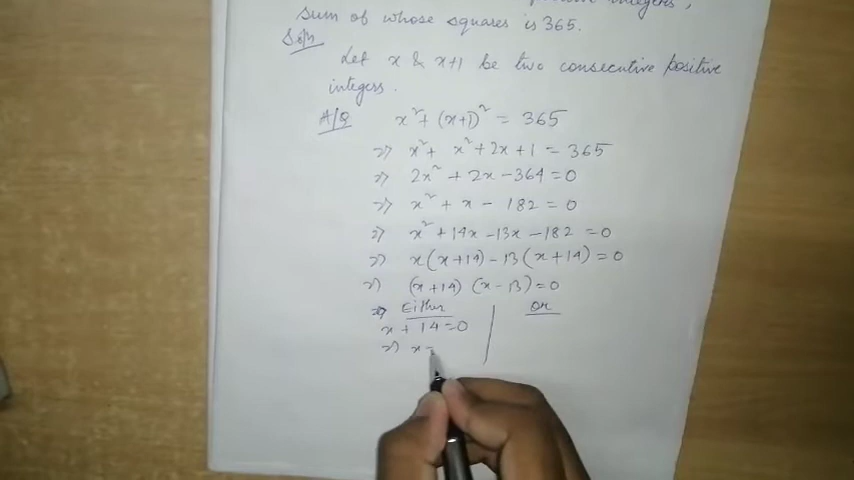 positive integers,
sum of whose squares is 365.
Soln
Let x & x+1 be two consecutive positive
integers.
A/Q x² + (x+1)² = 365
⇒ x² + x² + 2x + 1 = 365
⇒ 2x² + 2x - 364 = 0
⇒ x² + x - 182 = 0
⇒ x² + 14x - 13x - 182 = 0
⇒ x(x+14) - 13(x+14) = 0
⇒ (x+14) (x-13) = 0
⇒ Either or
x + 14 = 0
⇒ x =